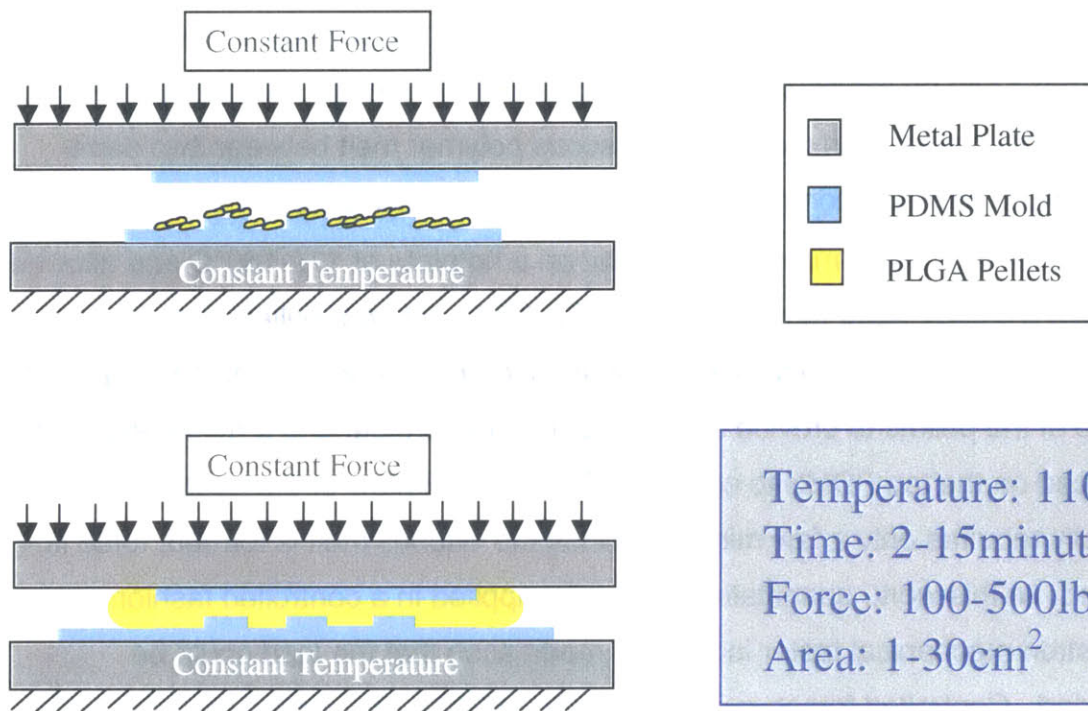 Constant Force
Constant Temperature
Metal Plate
PDMS Mold
PLGA Pellets
Constant Force
Constant Temperature
Temperature: 110
Time: 2-15minut
Force: 100-500lb
Area: 1-30cm²